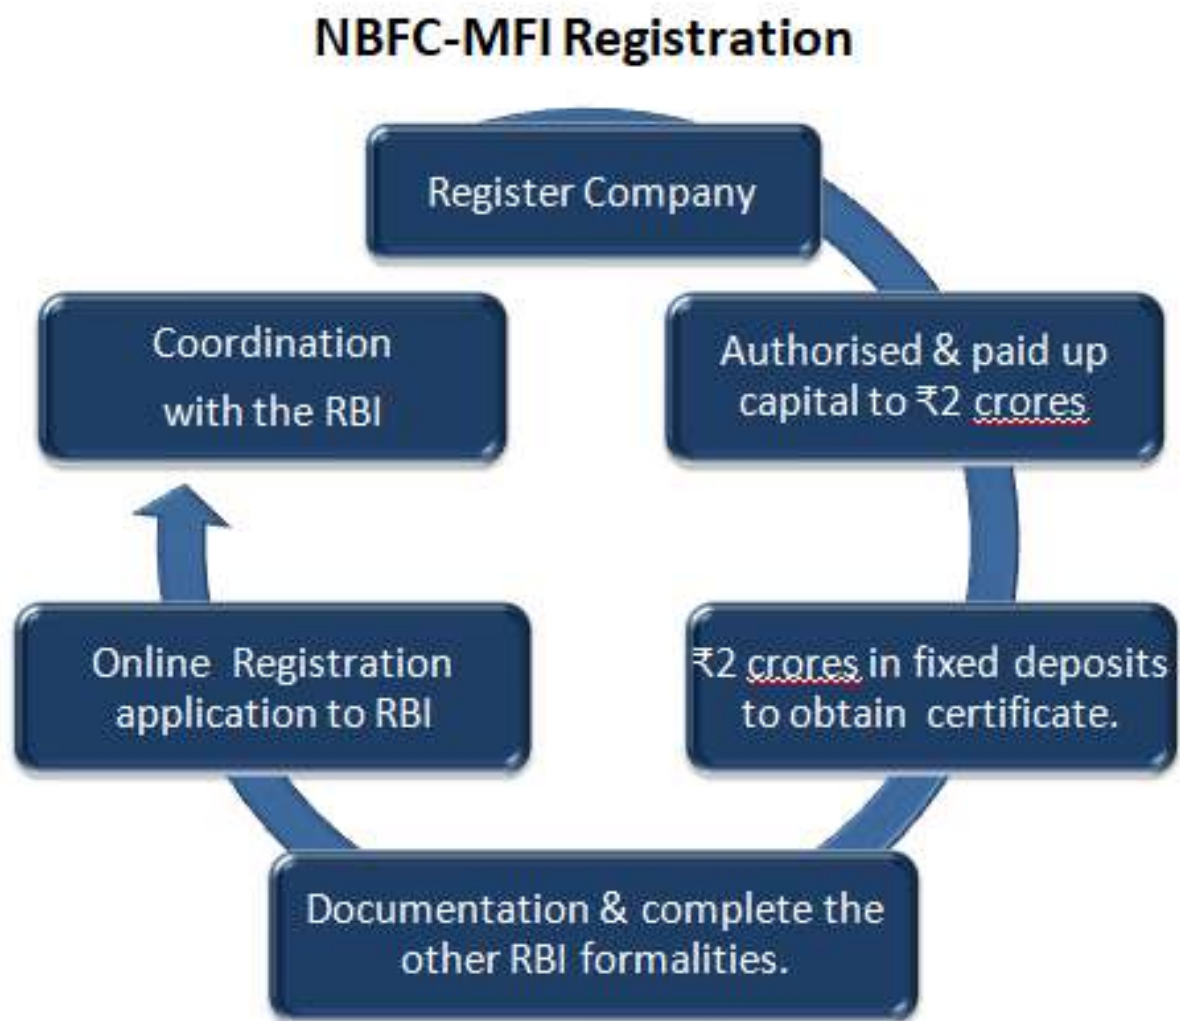 NBFC-MFI Registration
Register Company
Authorised & paid up
capital to ₹2 crores
₹2 crores in fixed deposits
to obtain certificate.
Documentation & complete the
other RBI formalities.
Online Registration
application to RBI
Coordination
with the RBI